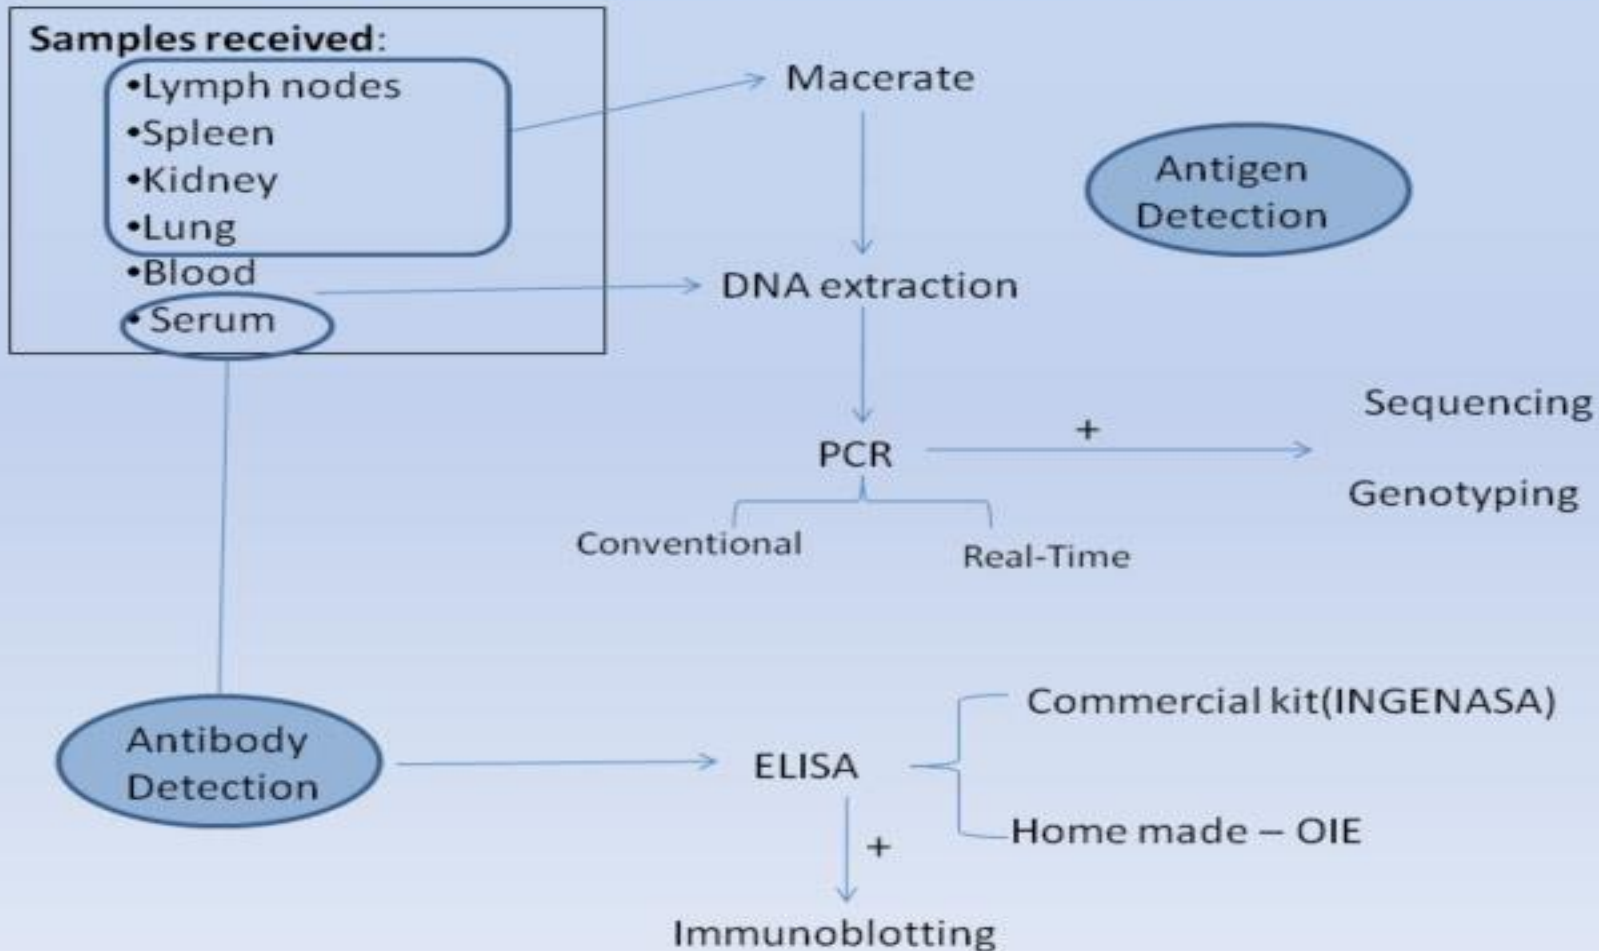 Samples received:
•Lymph nodes
•Spleen
•Kidney
•Lung
•Blood
• Serum
Macerate
Antigen
Detection
DNA extraction
PCR
+
Sequencing
Genotyping
Conventional
Real-Time
Antibody
Detection
ELISA
Commercial kit(INGENASA)
Home made – OIE
+
Immunoblotting